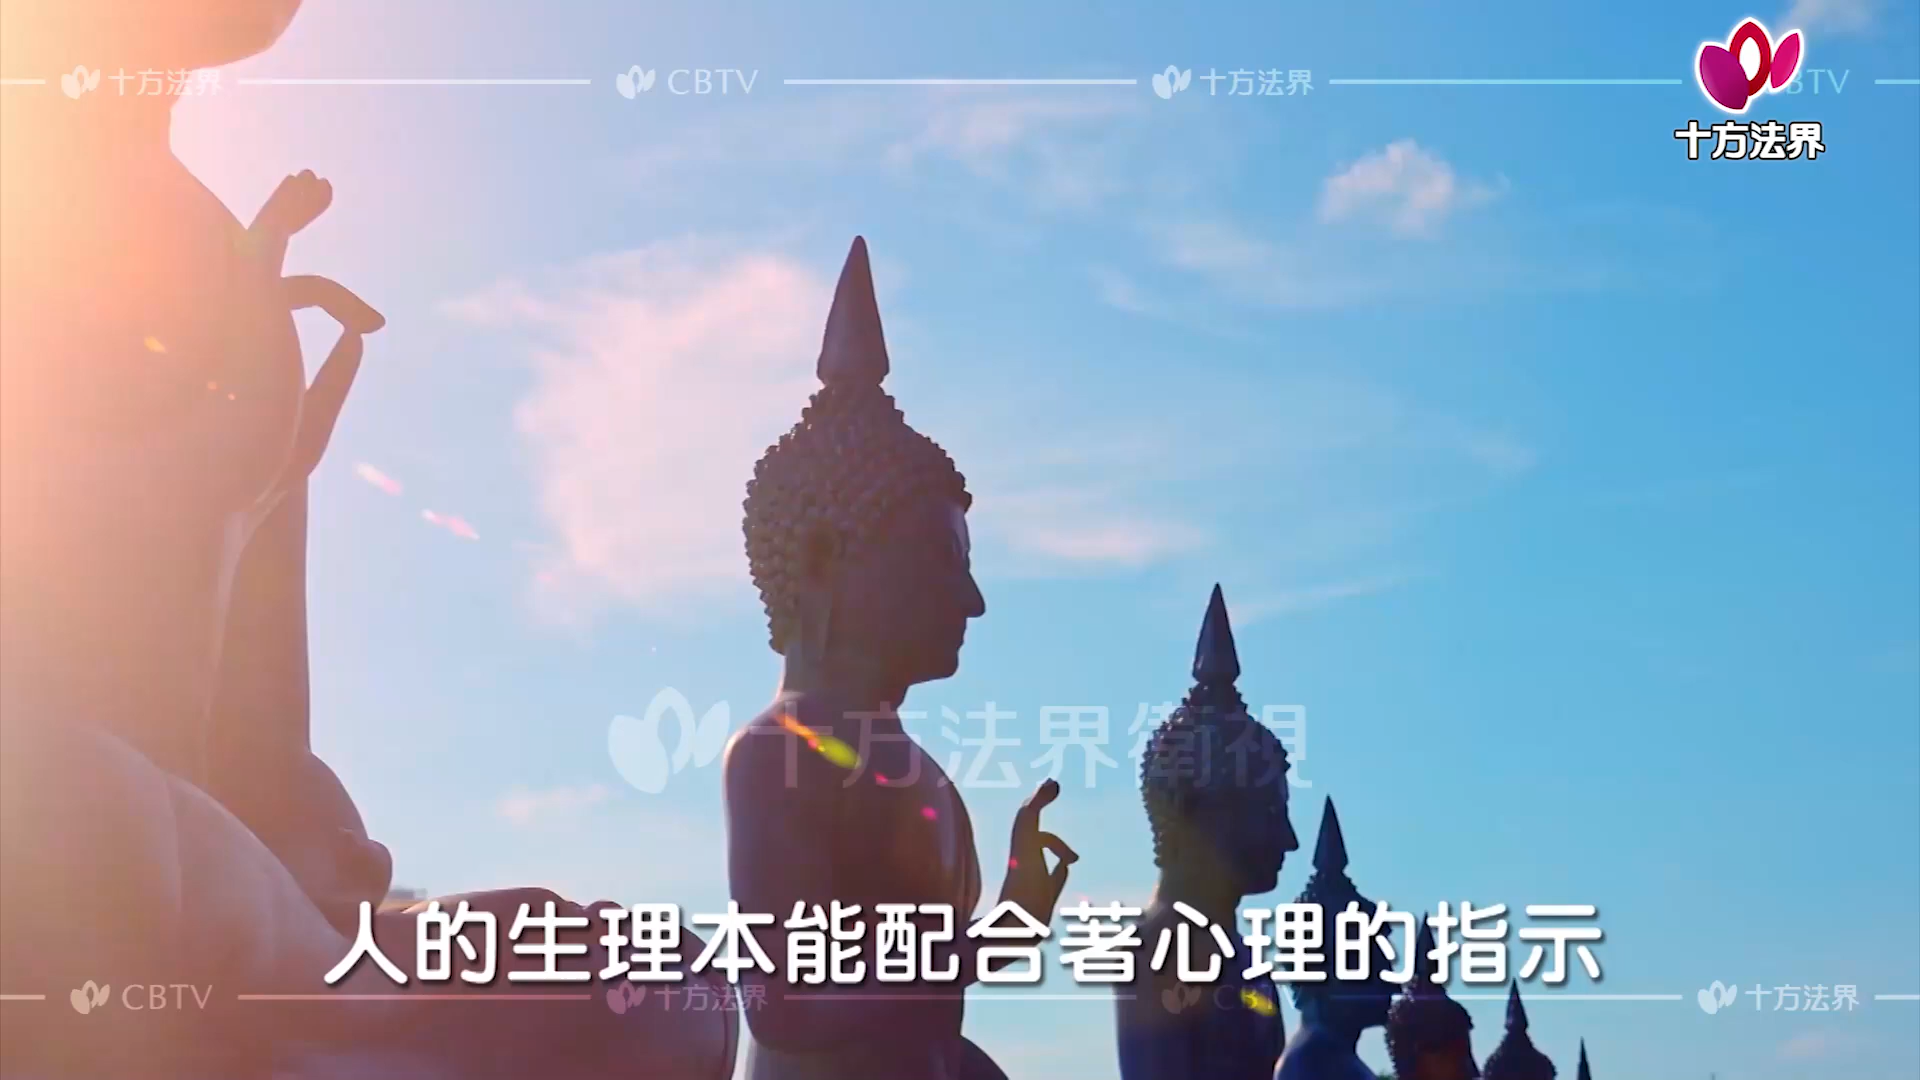 十方法界 CBTV 十方法界 BTV
十方法界
十方法界衛視
人的生理本能配合著心理的指示
CBTV 十方法界 CBTV 十方法界